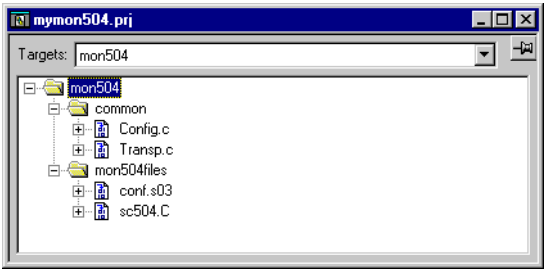 mymon504.prj
Targets: mon504
mon504
common
Config.c
Transp.c
mon504files
conf.s03
sc504.C